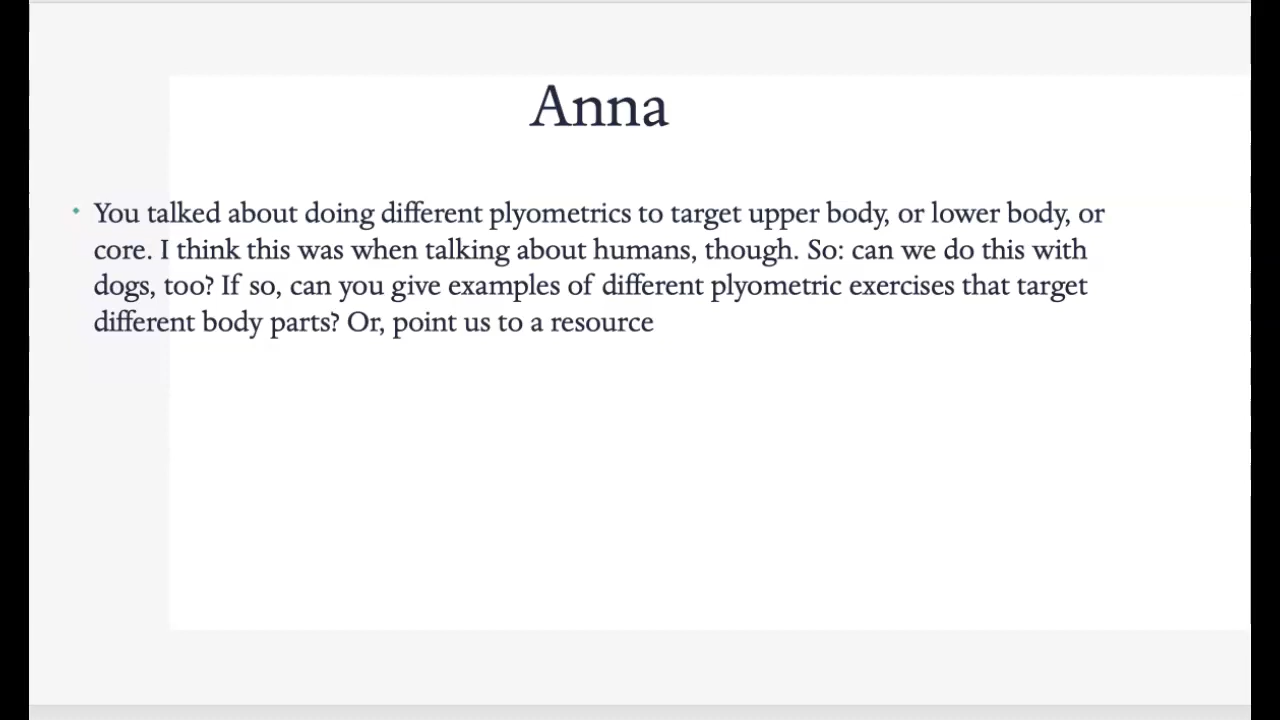 Anna
You talked about doing different plyometrics to target upper body, or lower body, or
core. I think this was when talking about humans, though. So: can we do this with
dogs, too? If so, can you give examples of different plyometric exercises that target
different body parts? Or, point us to a resource